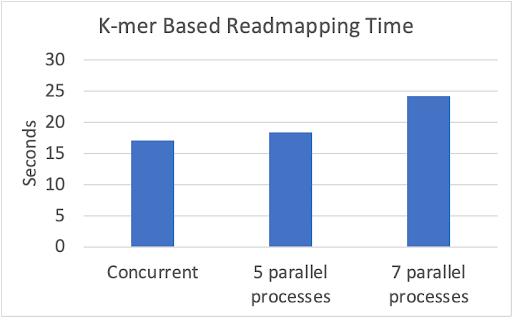 K-mer Based Readmapping Time
Seconds
30
25
20
15
10
5
0
Concurrent
5 parallel
processes
7 parallel
processes